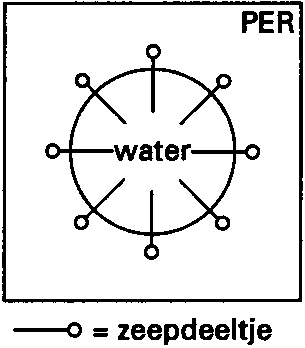 PER
water
= zeepdeeltje